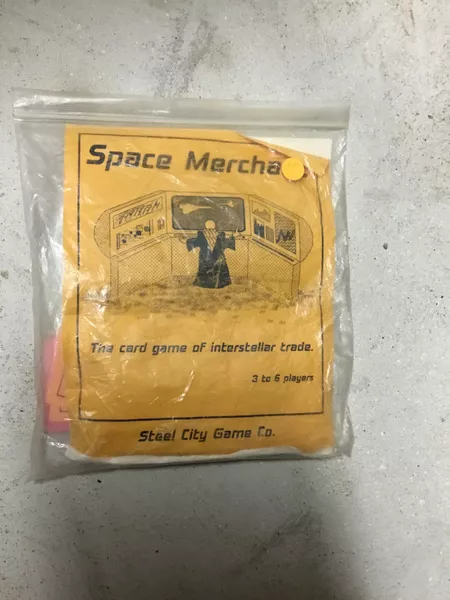 Space Mercha
The card game of interstellar trade.
3 to 6 players
Steel City Game Co.